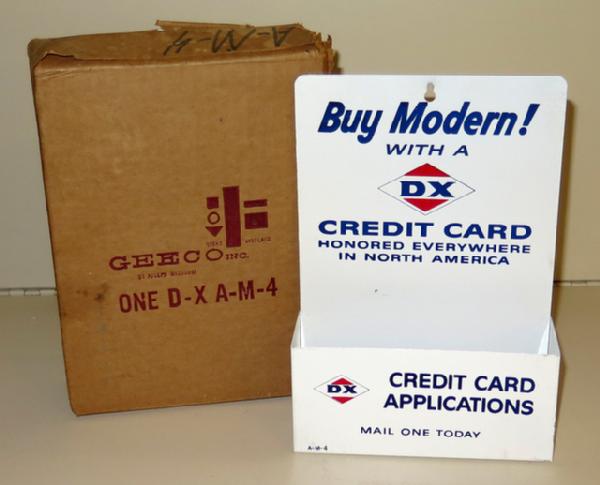 A-M-4
GEECO INC.
ONE D-X A-M-4
Buy Modern!
WITH A
DX
CREDIT CARD
HONORED EVERYWHERE
IN NORTH AMERICA
DX
CREDIT CARD
APPLICATIONS
MAIL ONE TODAY
A-M-4